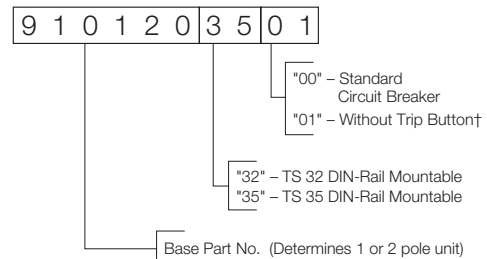 9 1 0 1 2 0 3 5 0 1
"00" – Standard
Circuit Breaker
"01" – Without Trip Button†
"32" – TS 32 DIN-Rail Mountable
"35" – TS 35 DIN-Rail Mountable
Base Part No. (Determines 1 or 2 pole unit)